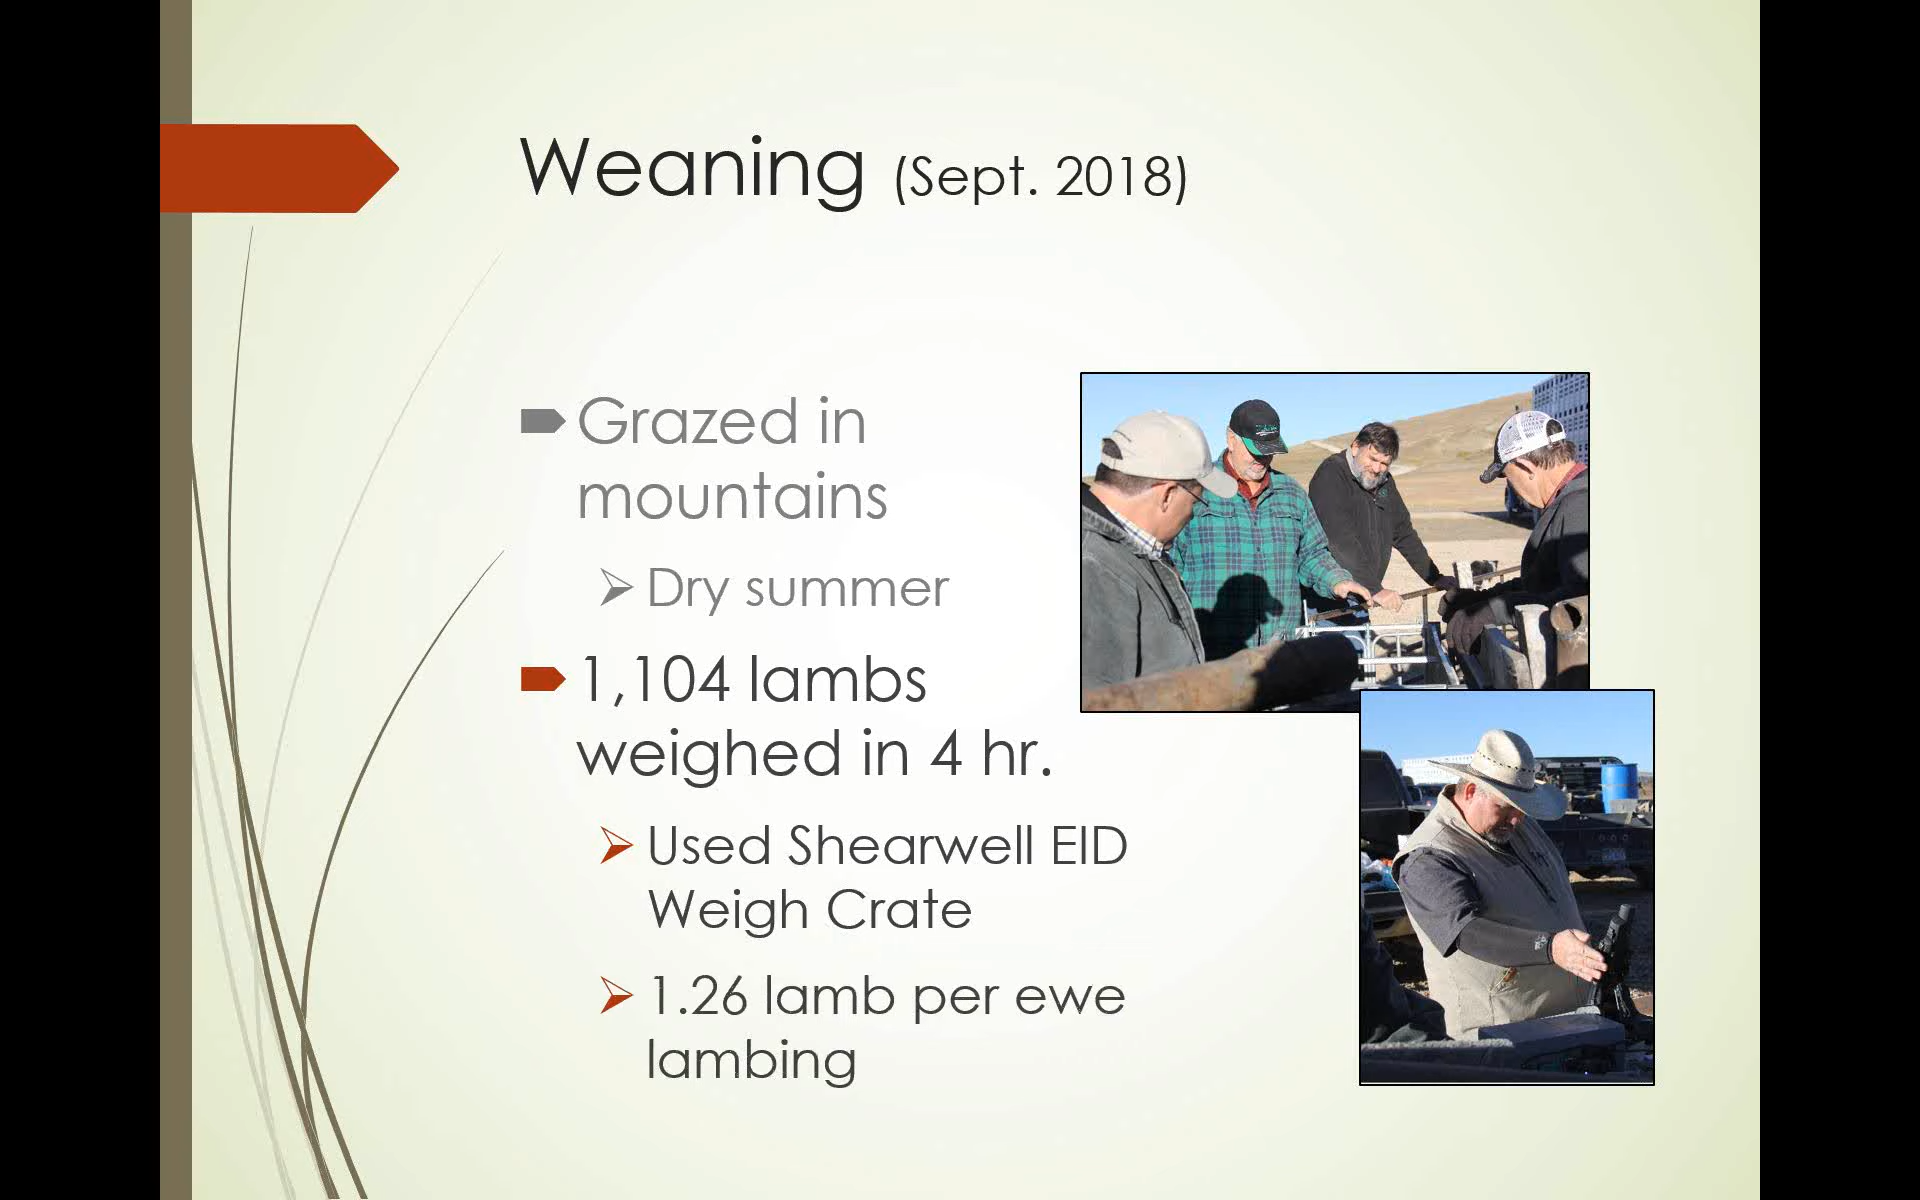 Weaning (Sept. 2018)
Grazed in
mountains
Dry summer
1,104 lambs
weighed in 4 hr.
Used Shearwell EID
Weigh Crate
1.26 lamb per ewe
lambing